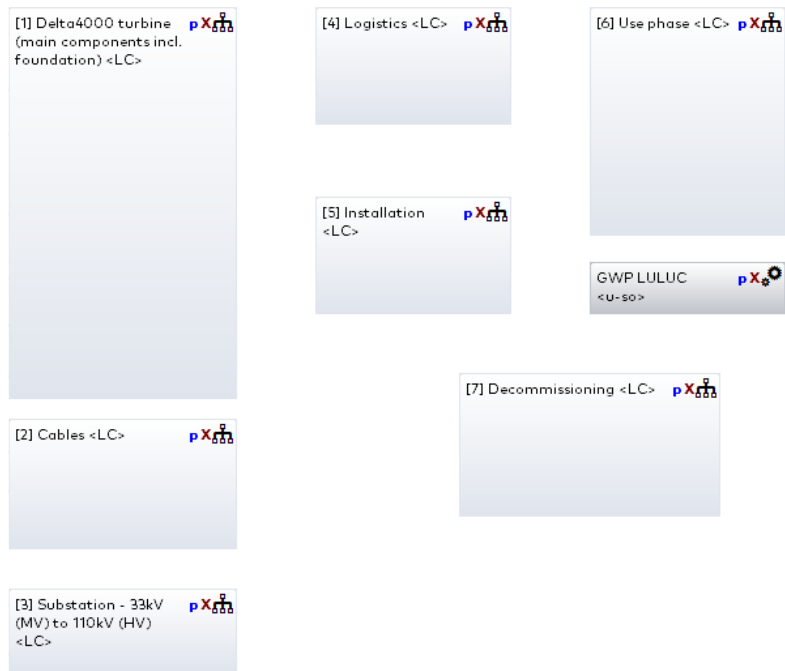 [1] Delta4000 turbine p X
(main components incl.
foundation) <LC>
[4] Logistics <LC> p X
[6] Use phase <LC> p X
[5] Installation p X
<LC>
GWP LULUC p X
<u-so>
[7] Decommissioning <LC> p X
[2] Cables <LC> p X
[3] Substation - 33kV p X
(MV) to 110kV (HV)
<LC>